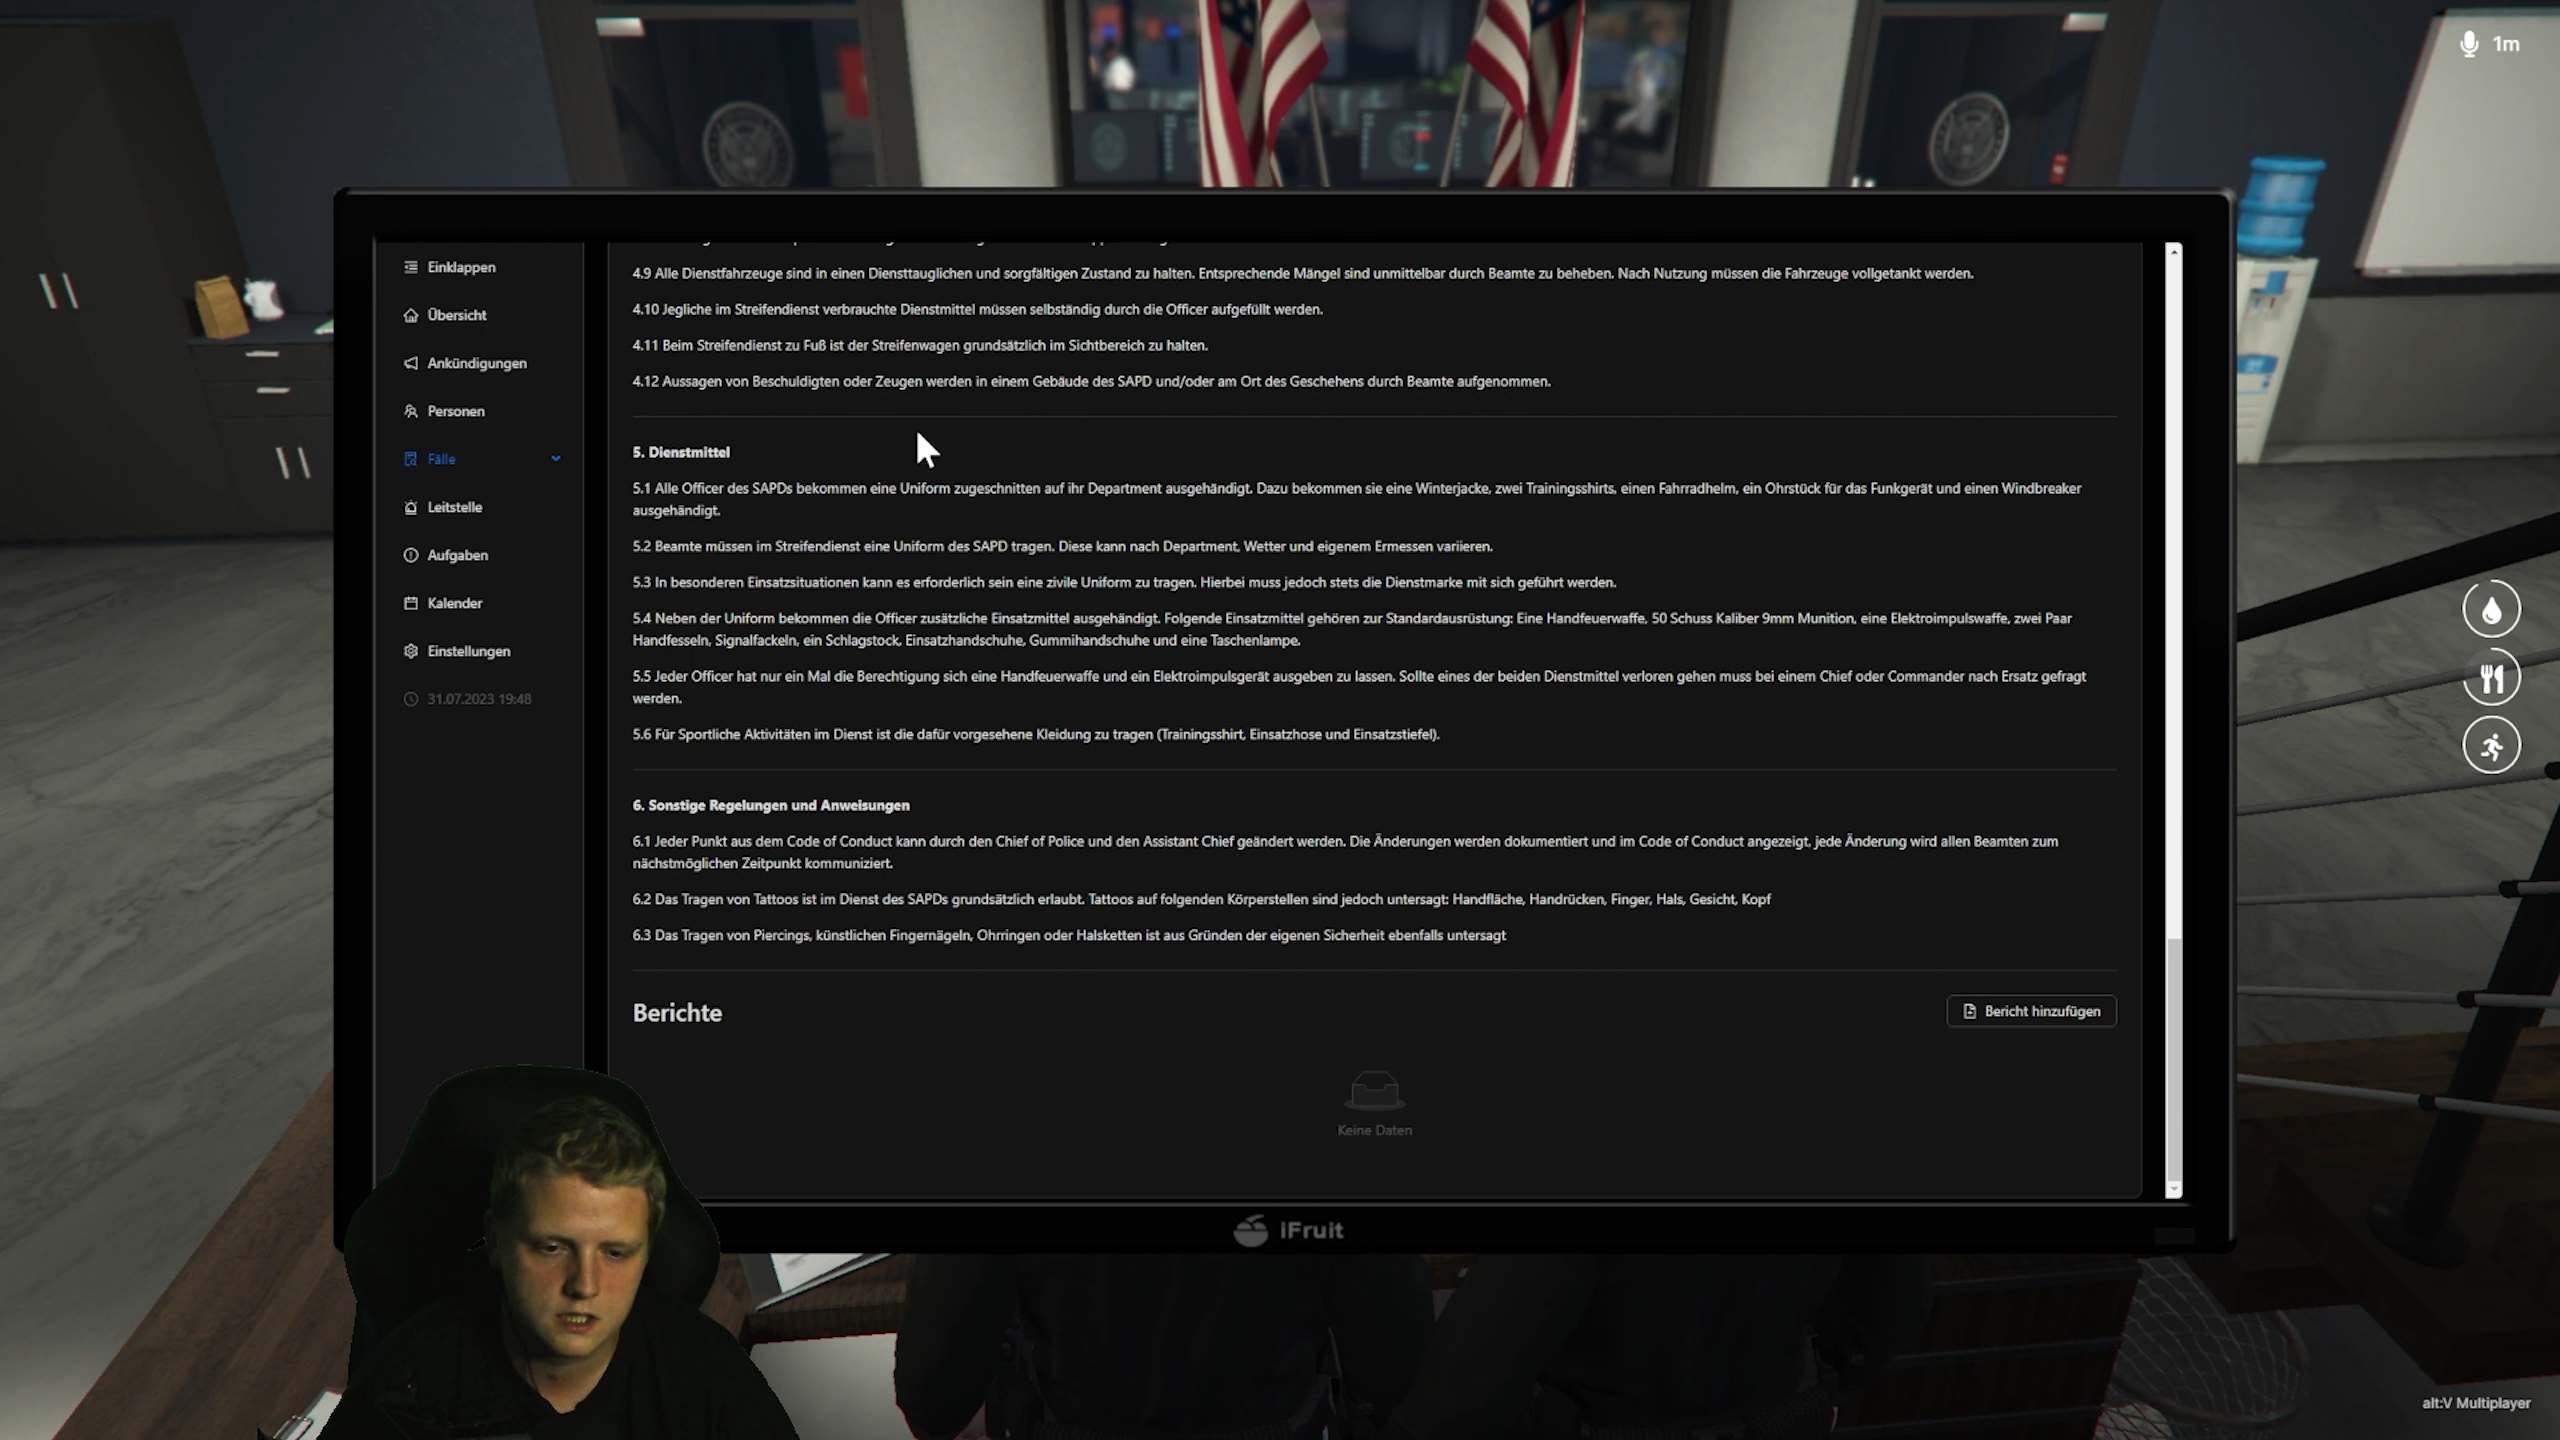 1m
Einklappen
Übersicht
Ankündigungen
Personen
Fälle
Leitstelle
Aufgaben
Kalender
Einstellungen
31.07.2023 19:48
4.9 Alle Dienstfahrzeuge sind in einen Diensttauglichen und sorgfältigen Zustand zu halten. Entsprechende Mängel sind unmittelbar durch Beamte zu beheben. Nach Nutzung müssen die Fahrzeuge vollgetankt werden.
4.10 Jegliche im Streifendienst verbrauchte Dienstmittel müssen selbständig durch die Officer aufgefüllt werden.
4.11 Beim Streifendienst zu Fuß ist der Streifenwagen grundsätzlich im Sichtbereich zu halten.
4.12 Aussagen von Beschuldigten oder Zeugen werden in einem Gebäude des SAPD und/oder am Ort des Geschehens durch Beamte aufgenommen.
5. Dienstmittel
5.1 Alle Officer des SAPDs bekommen eine Uniform zugeschnitten auf ihr Department ausgehändigt. Dazu bekommen sie eine Winterjacke, zwei Trainingsshirts, einen Fahrradhelm, ein Ohrstück für das Funkgerät und einen Windbreaker
ausgehändigt.
5.2 Beamte müssen im Streifendienst eine Uniform des SAPD tragen. Diese kann nach Department, Wetter und eigenem Ermessen variieren.
5.3 In besonderen Einsatzsituationen kann es erforderlich sein eine zivile Uniform zu tragen. Hierbei muss jedoch stets die Dienstmarke mit sich geführt werden.
5.4 Neben der Uniform bekommen die Officer zusätzliche Einsatzmittel ausgehändigt. Folgende Einsatzmittel gehören zur Standardausrüstung: Eine Handfeuerwaffe, 50 Schuss Kaliber 9mm Munition, eine Elektroimpulswaffe, zwei Paar
Handfesseln, Signalfackeln, ein Schlagstock, Einsatzhandschuhe, Gummihandschuhe und eine Taschenlampe.
5.5 Jeder Officer hat nur ein Mal die Berechtigung sich eine Handfeuerwaffe und ein Elektroimpulsgerät ausgeben zu lassen. Sollte eines der beiden Dienstmittel verloren gehen muss bei einem Chief oder Commander nach Ersatz gefragt
werden.
5.6 Für Sportliche Aktivitäten im Dienst ist die dafür vorgesehene Kleidung zu tragen (Trainingsshirt, Einsatzhose und Einsatzstiefel).
6. Sonstige Regelungen und Anweisungen
6.1 Jeder Punkt aus dem Code of Conduct kann durch den Chief of Police und den Assistant Chief geändert werden. Die Änderungen werden dokumentiert und im Code of Conduct angezeigt, jede Änderung wird allen Beamten zum
nächstmöglichen Zeitpunkt kommuniziert.
6.2 Das Tragen von Tattoos ist im Dienst des SAPDs grundsätzlich erlaubt. Tattoos auf folgenden Körperstellen sind jedoch untersagt: Handfläche, Handrücken, Finger, Hals, Gesicht, Kopf
6.3 Das Tragen von Piercings, künstlichen Fingernägeln, Ohrringen oder Halsketten ist aus Gründen der eigenen Sicherheit ebenfalls untersagt
Berichte
Bericht hinzufügen
Keine Daten
iFruit
alt:V Multiplayer